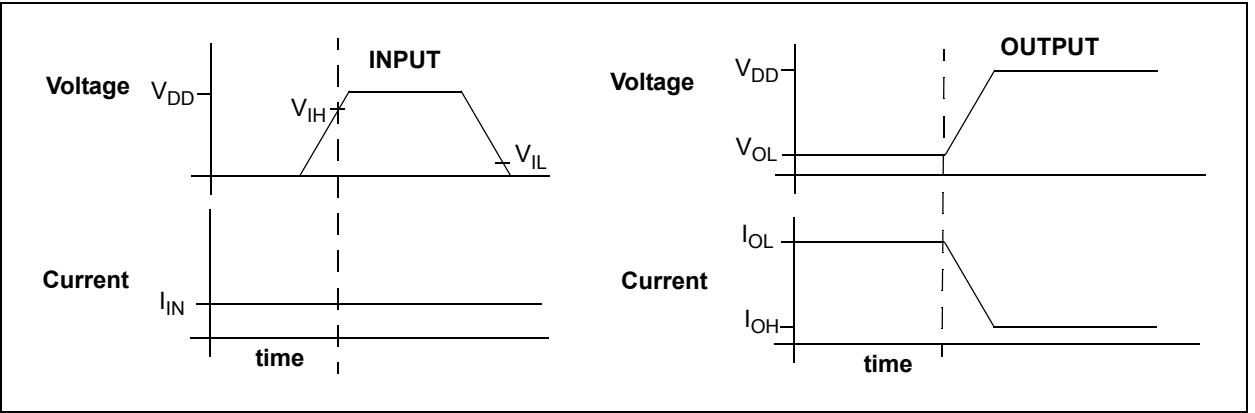 INPUT
Voltage
VDD
VIH
VIL
Current
IIN
time
OUTPUT
Voltage
VDD
VOL
IOL
Current
IOH
time